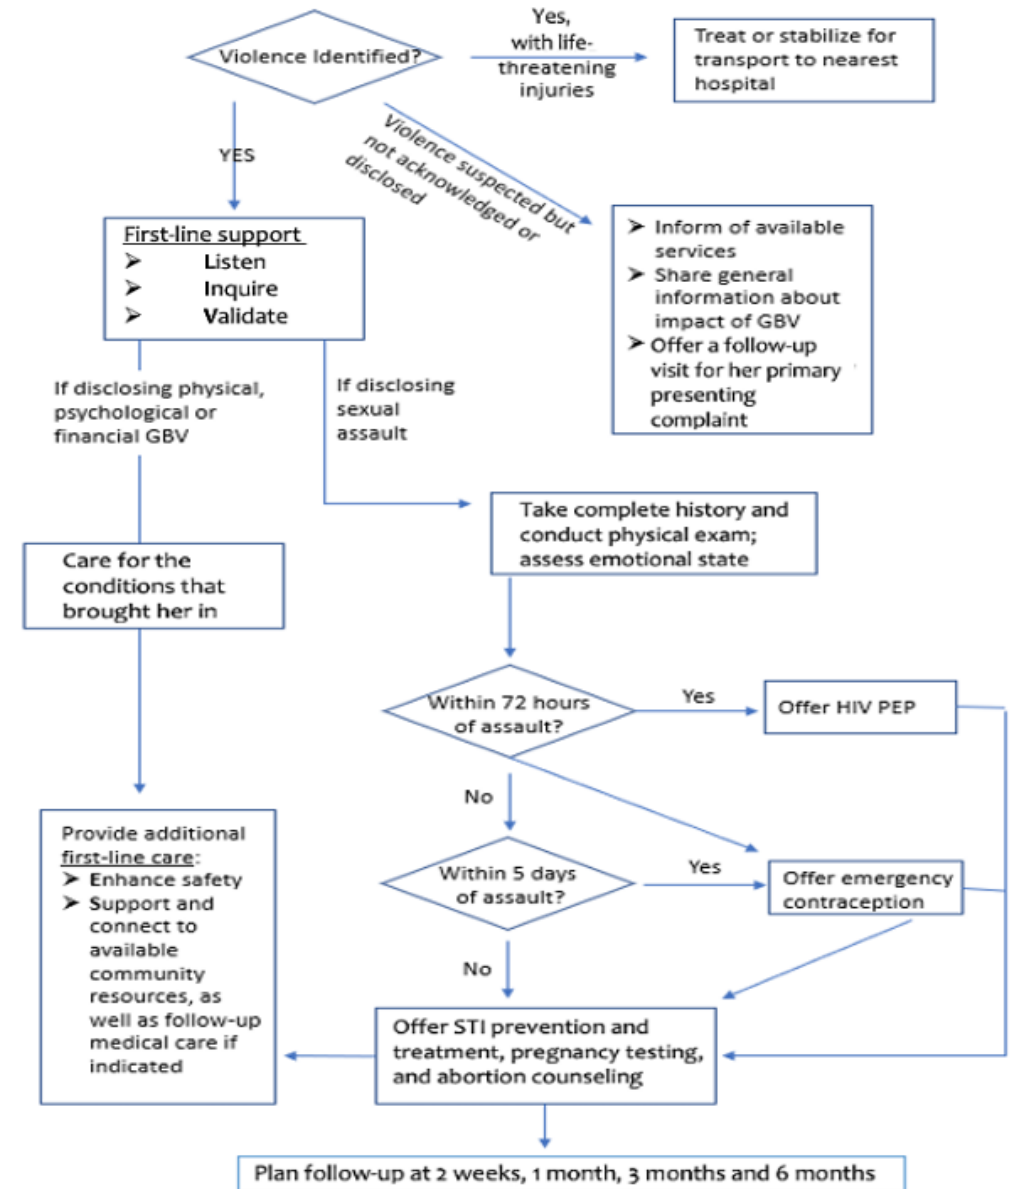 Violence Identified?
Yes,
with life-
threatening
injuries
Treat or stabilize for
transport to nearest
hospital
YES
Violence suspected but
not acknowledged or
disclosed
First-line support
➤ Listen
➤ Inquire
➤ Validate
➤ Inform of available
services
➤ Share general
information about
impact of GBV
➤ Offer a follow-up
visit for her primary
presenting
complaint
If disclosing physical,
psychological or
financial GBV
If disclosing
sexual
assault
Take complete history and
conduct physical exam;
assess emotional state
Care for the
conditions that
brought her in
Within 72 hours
of assault?
Yes
Offer HIV PEP
No
Within 5 days
of assault?
Yes
Offer emergency
contraception
No
Provide additional
first-line care:
➤ Enhance safety
➤ Support and
connect to
available
community
resources, as
well as follow-up
medical care if
indicated
Offer STI prevention and
treatment, pregnancy testing,
and abortion counseling
Plan follow-up at 2 weeks, 1 month, 3 months and 6 months